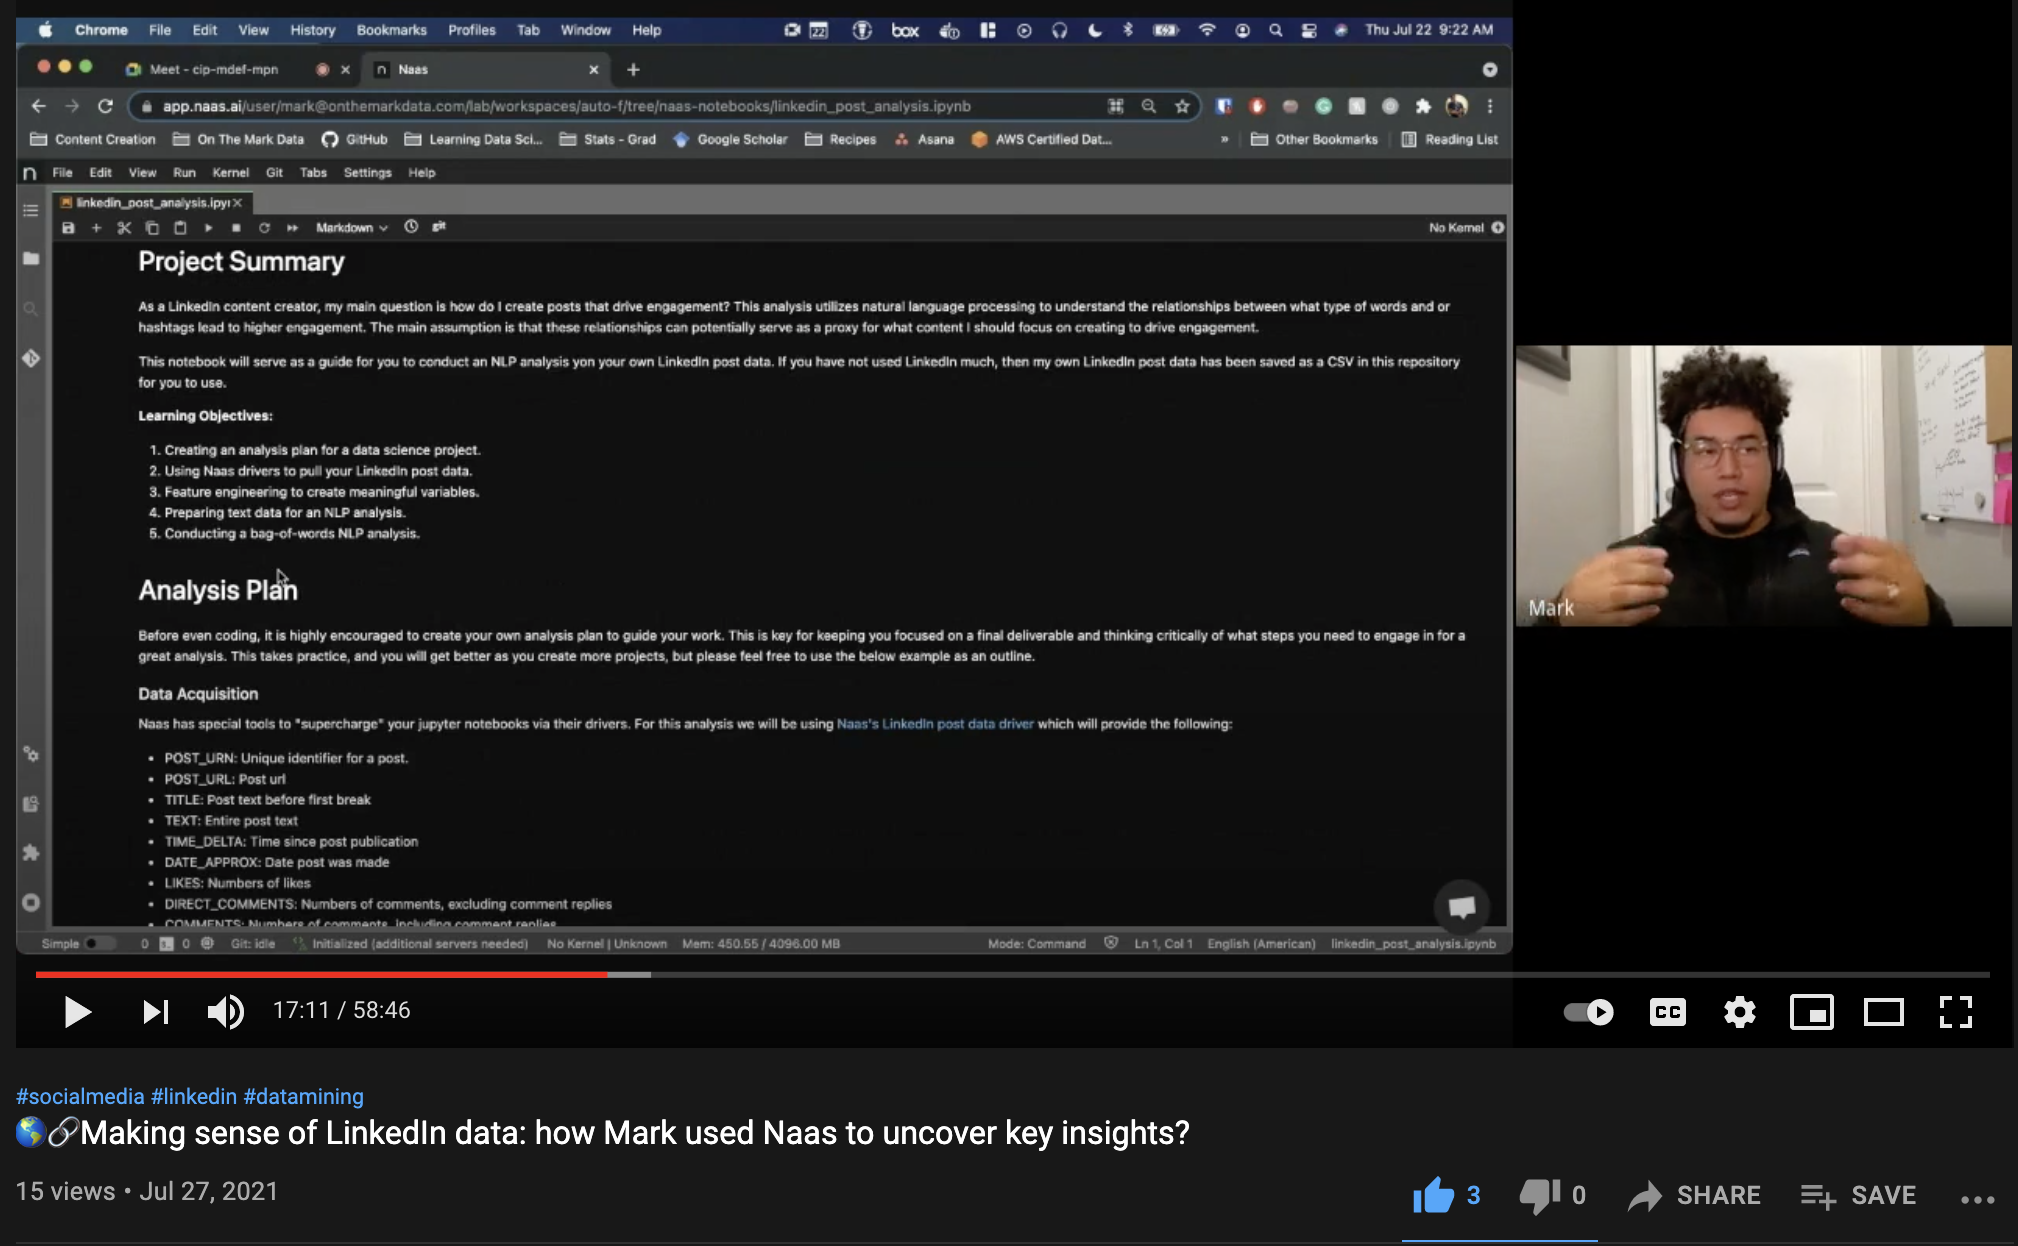 Chrome File Edit View History Bookmarks Profiles Tab Window Help 22 box Thu Jul 22 9:22 AM
Meet - cip-mdef-mpn
Naas
app.naas.ai/user/mark@onthemarkdata.com/lab/workspaces/auto-f/tree/naas-notebooks/linkedin_post_analysis.ipynb
Content Creation On The Mark Data GitHub Learning Data Sci... Stats - Grad Google Scholar Recipes Asana AWS Certified Dat... » Other Bookmarks Reading List
File Edit View Run Kernel Git Tabs Settings Help
linkedin_post_analysis.ipyr
Markdown git No Kernel
Project Summary
As a LinkedIn content creator, my main question is how do I create posts that drive engagement? This analysis utilizes natural language processing to understand the relationships between what type of words and or
hashtags lead to higher engagement. The main assumption is that these relationships can potentially serve as a proxy for what content I should focus on creating to drive engagement.
This notebook will serve as a guide for you to conduct an NLP analysis yon your own LinkedIn post data. If you have not used LinkedIn much, then my own LinkedIn post data has been saved as a CSV in this repository
for you to use.
Learning Objectives:
1. Creating an analysis plan for a data science project.
2. Using Naas drivers to pull your LinkedIn post data.
3. Feature engineering to create meaningful variables.
4. Preparing text data for an NLP analysis.
5. Conducting a bag-of-words NLP analysis.
Analysis Plan
Before even coding, it is highly encouraged to create your own analysis plan to guide your work. This is key for keeping you focused on a final deliverable and thinking critically of what steps you need to engage in for a
great analysis. This takes practice, and you will get better as you create more projects, but please feel free to use the below example as an outline.
Data Acquisition
Naas has special tools to "supercharge" your jupyter notebooks via their drivers. For this analysis we will be using Naas's LinkedIn post data driver which will provide the following:
• POST_URN: Unique identifier for a post.
• POST_URL: Post url
• TITLE: Post text before first break
• TEXT: Entire post text
• TIME_DELTA: Time since post publication
• DATE_APPROX: Date post was made
• LIKES: Numbers of likes
• DIRECT_COMMENTS: Numbers of comments, excluding comment replies
• COMMENTS: Numbers of comments, including comment replies
Simple 0 0 Git: idle Initialized (additional servers needed) No Kernel | Unknown Mem: 450.55 / 4096.00 MB Mode: Command Ln 1, Col 1 English (American) linkedin_post_analysis.ipynb
Mark
17:11 / 58:46
CC
#socialmedia #linkedin #datamining
🌎🔗Making sense of LinkedIn data: how Mark used Naas to uncover key insights?
15 views • Jul 27, 2021
3 0 SHARE SAVE ...